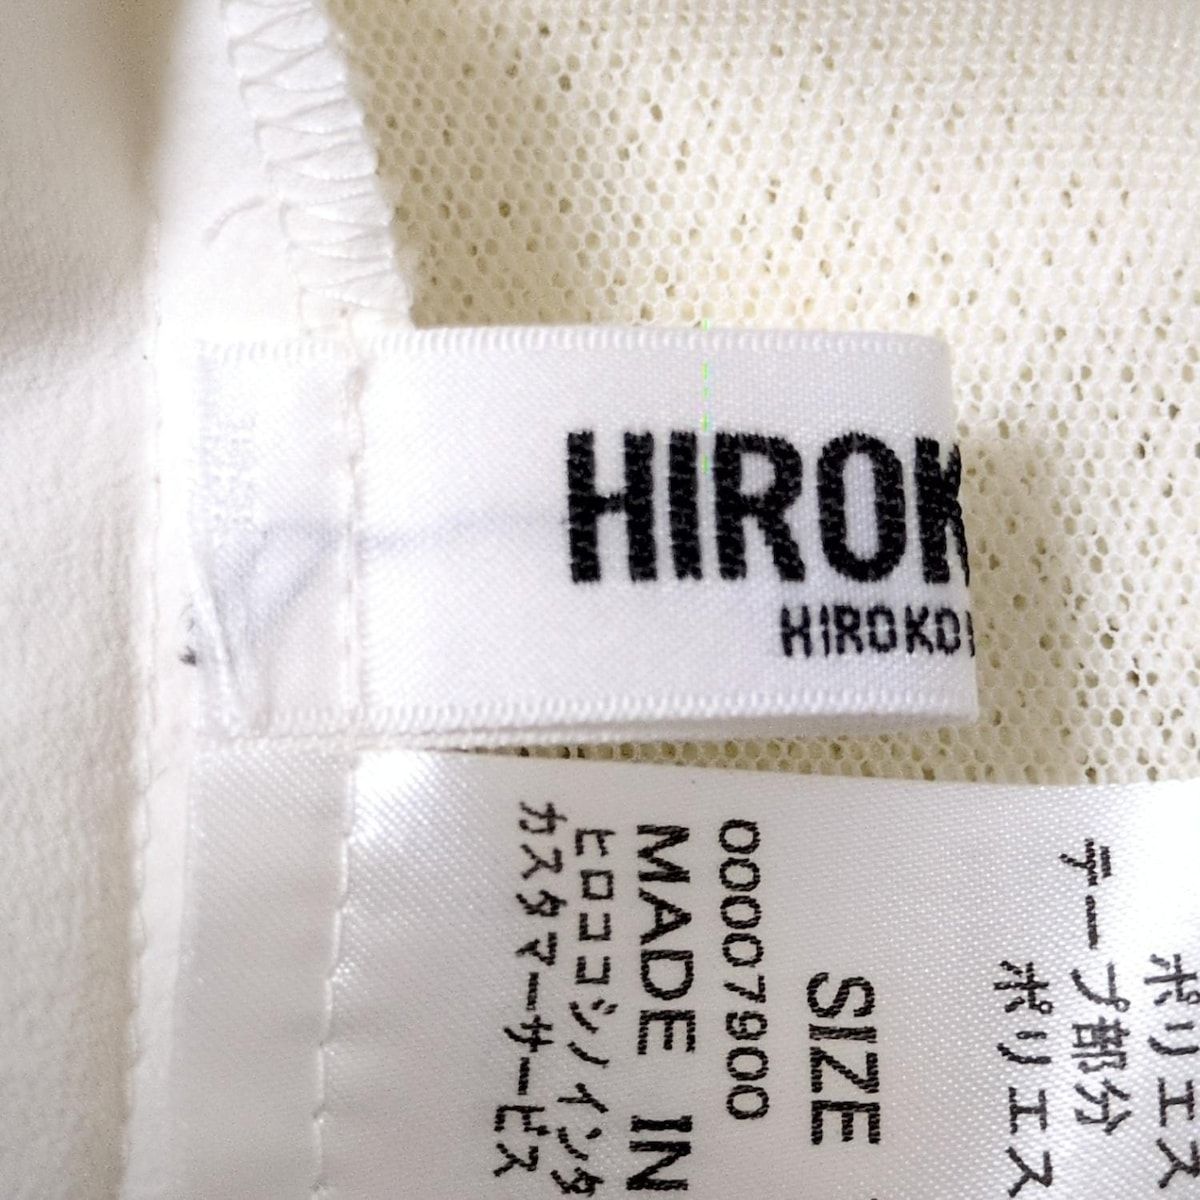 HIROK
HIROKO
ポリエス
テープ部分
ポリエス
SIZE
00007900
MADE IN
ヒロココシノインタ
カスタマーサービス